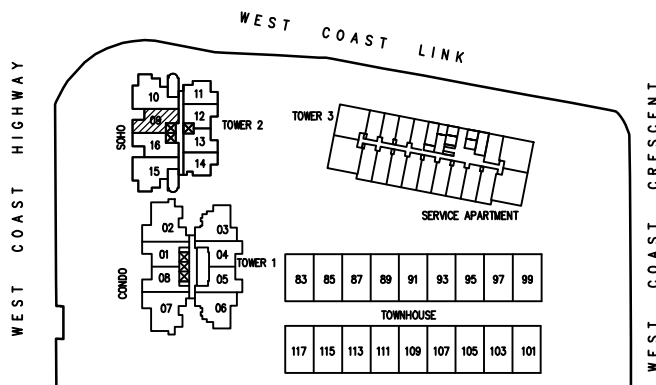 WEST COAST LINK
WEST COAST HIGHWAY
WEST COAST CRESCENT
10
11
09
12
TOWER 2
SOHO
16
13
15
14
TOWER 3
SERVICE APARTMENT
02
03
01
04
TOWER 1
CONDO
08
05
07
06
83 85 87 89 91 93 95 97 99
TOWNHOUSE
117 115 113 111 109 107 105 103 101